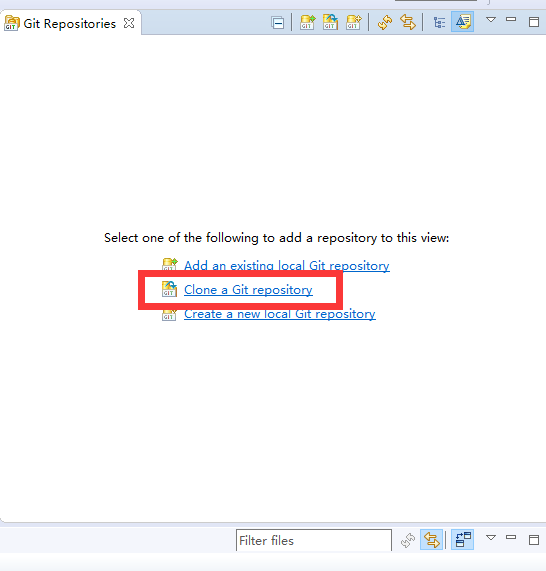 Git Repositories
Select one of the following to add a repository to this view:
Add an existing local Git repository
Clone a Git repository
Create a new local Git repository
Filter files